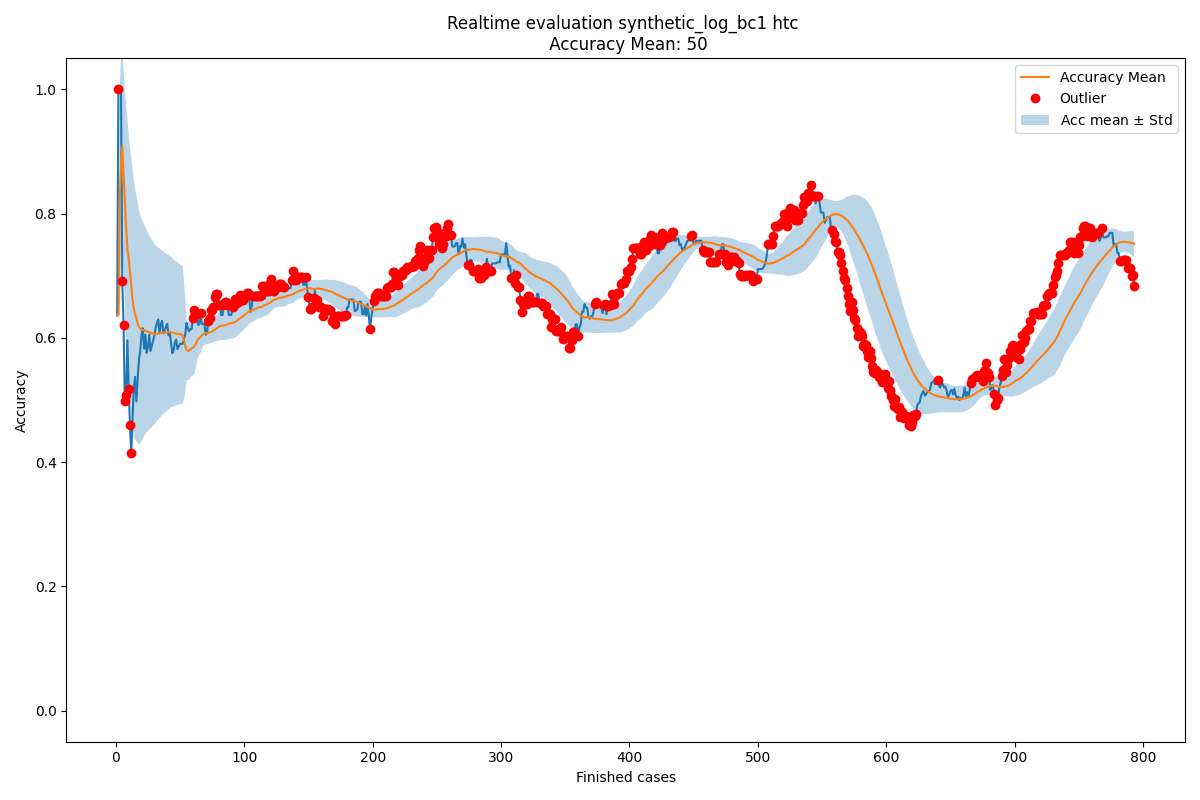 Realtime evaluation synthetic_log_bc1 htc
Accuracy Mean: 50
Accuracy Mean
Outlier
Acc mean ± Std
1.0
0.8
0.6
0.4
0.2
0.0
Accuracy
0 100 200 300 400 500 600 700 800
Finished cases